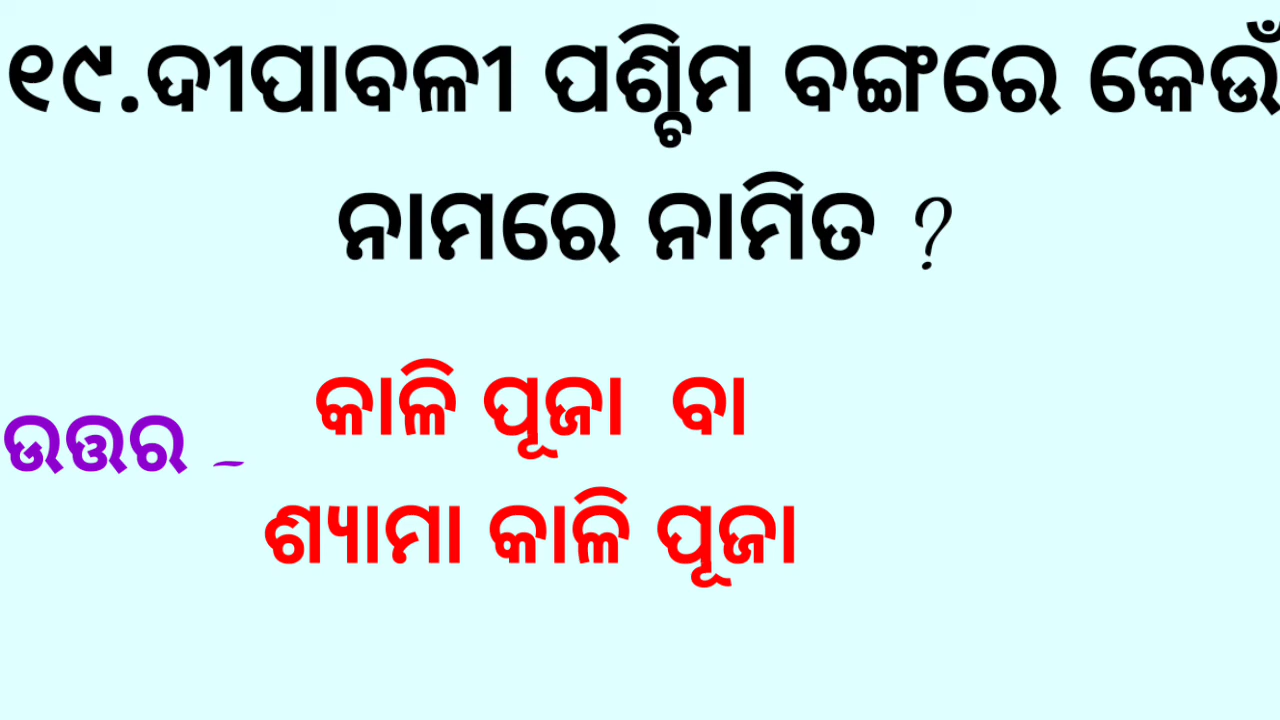 ୧୯.ଦୀପାବଳୀ ପଶ୍ଚିମ ବଙ୍ଗରେ କେଉଁ
ନାମରେ ନାମିତ ?
କାଳି ପୂଜା ବା
ଉତ୍ତର -
ଶ୍ୟାମା କାଳି ପୂଜା